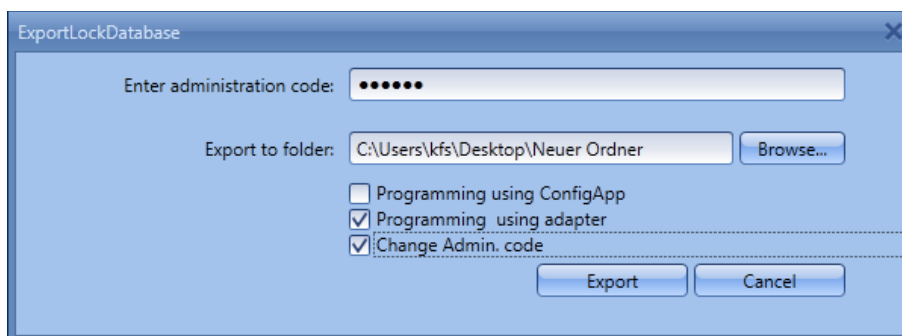 ExportLockDatabase
Enter administration code: ••••••
Export to folder: C:\Users\kfs\Desktop\Neuer Ordner Browse...
Programming using ConfigApp
Programming using adapter
Change Admin. code
Export Cancel